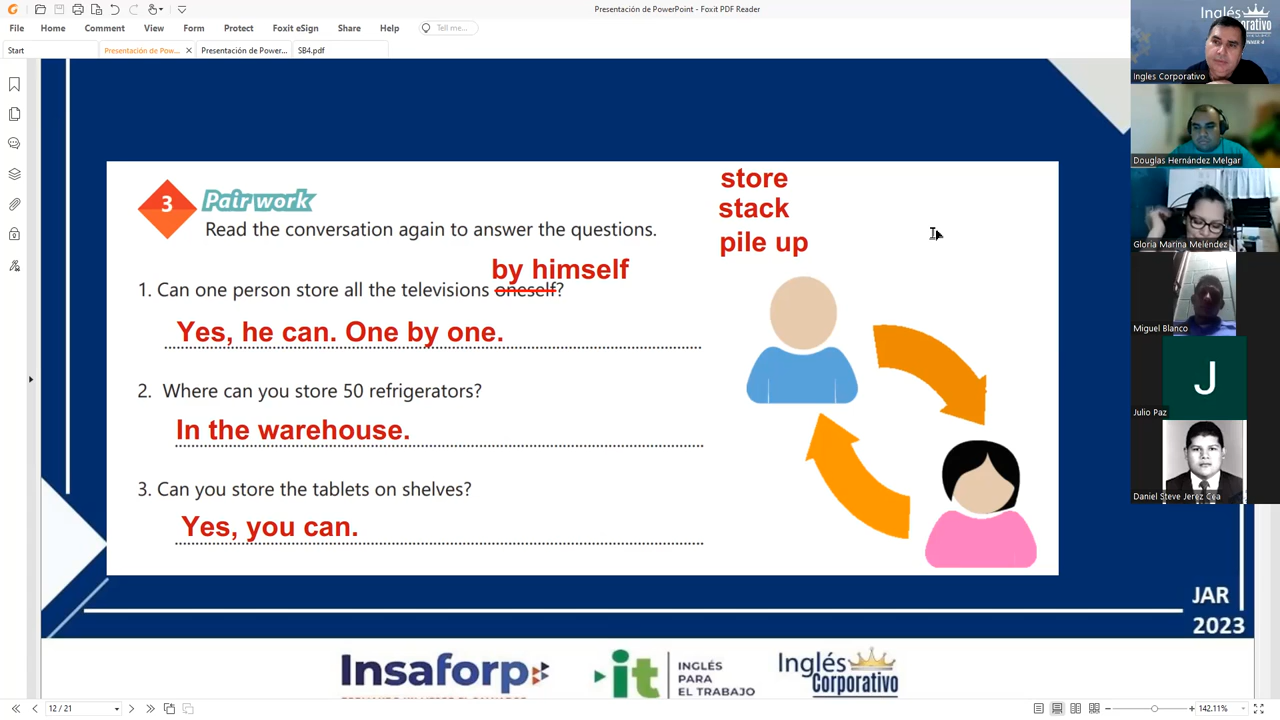 Presentación de PowerPoint - Foxit PDF Reader
File Home Comment View Form Protect Foxit eSign Share Help Tell me...
Start Presentación de Pow... Presentación de Power... SB4.pdf
Inglés
Ingles Corporativo
Douglas Hernández Melgar
Gloria Marina Meléndez
Miguel Blanco
J
Julio Paz
Daniel Steve Jerez Cea
store
stack
pile up
3 Pair work
Read the conversation again to answer the questions.
by himself
1. Can one person store all the televisions oneself?
Yes, he can. One by one.
2. Where can you store 50 refrigerators?
In the warehouse.
3. Can you store the tablets on shelves?
Yes, you can.
JAR
2023
Insaforp
it INGLÉS
PARA
EL TRABAJO
Inglés
Corporativo
12 / 21
142.11%